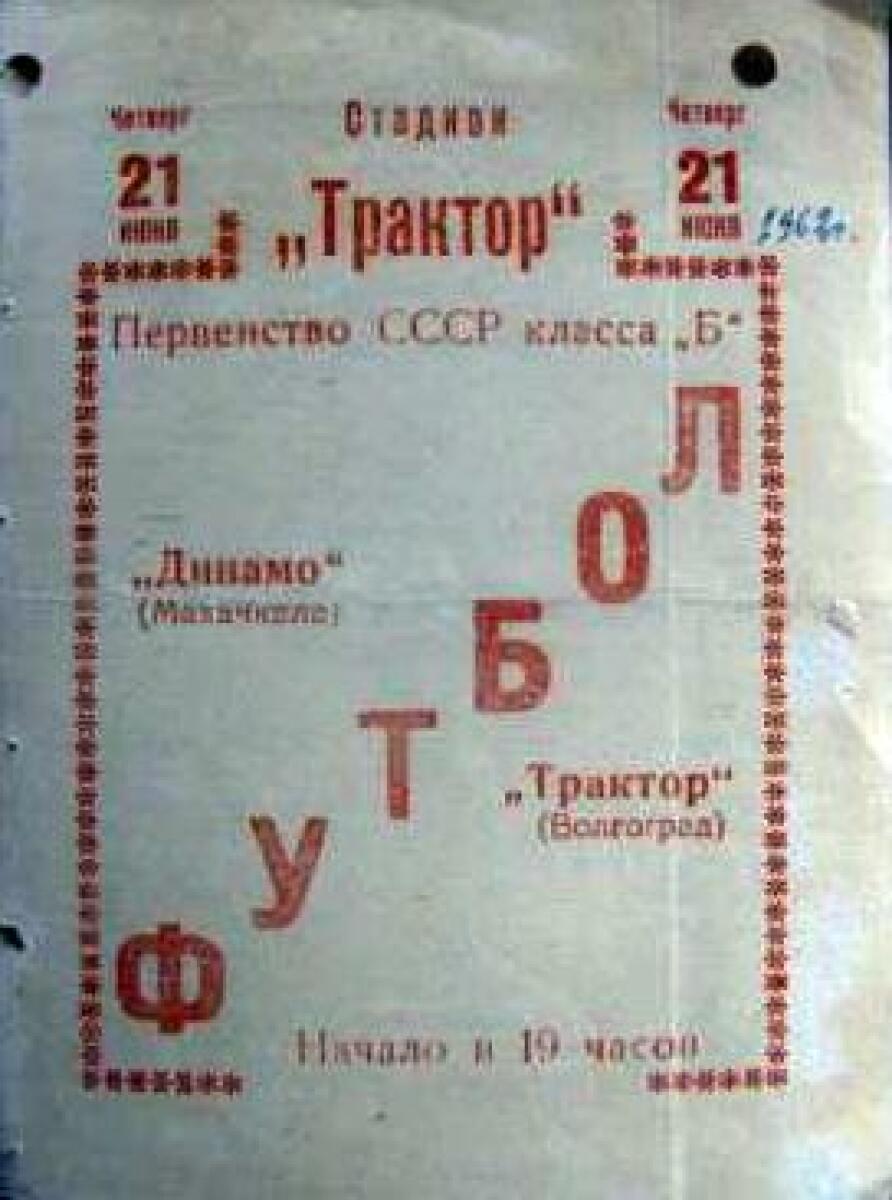 Четверг Стадион Четверг
21 „Трактор“ 21
июня июня 1962г.
Первенство СССР класса „Б“
ФУТБОЛ
„Динамо“
(Махачкала)
„Трактор“
(Волгоград)
Начало в 19 часов